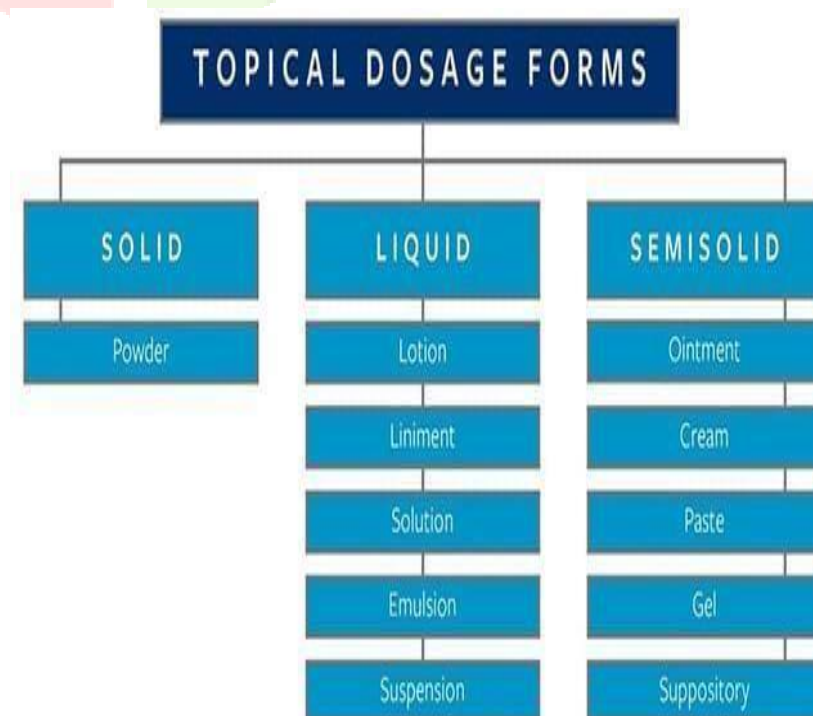 TOPICAL DOSAGE FORMS
SOLID
Powder
LIQUID
Lotion
Liniment
Solution
Emulsion
Suspension
SEMISOLID
Ointment
Cream
Paste
Gel
Suppository